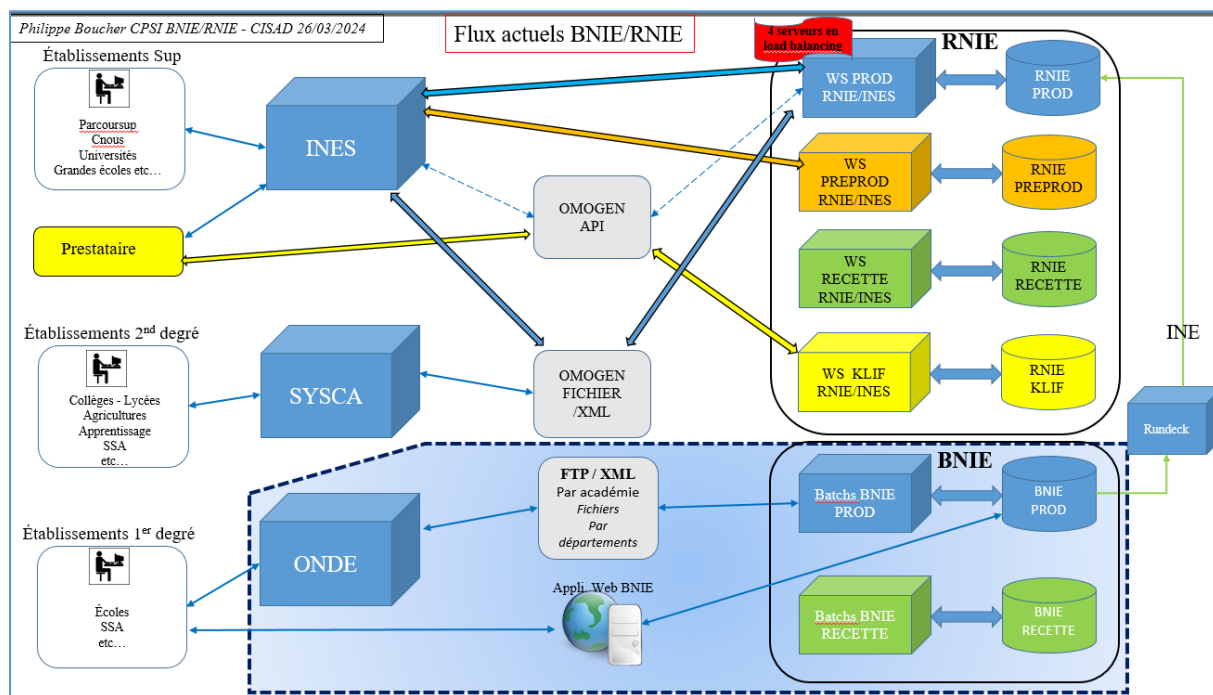 Philippe Boucher CPSI BNIE/RNIE - CISAD 26/03/2024
Flux actuels BNIE/RNIE
4 serveurs en
load balancing
RNIE
Établissements Sup
Parcoursup
Cnous
Universités
Grandes écoles etc…
INES
WS PROD
RNIE/INES
RNIE
PROD
WS
PREPROD
RNIE/INES
RNIE
PREPROD
OMOGEN
API
Prestataire
WS
RECETTE
RNIE/INES
RNIE
RECETTE
Établissements 2nd degré
Collèges - Lycées
Agricultures
Apprentissage
SSA
etc…
SYSCA
OMOGEN
FICHIER
/XML
WS KLIF
RNIE/INES
RNIE
KLIF
INE
Rundeck
BNIE
FTP / XML
Par académie
Fichiers
Par
départements
Batchs BNIE
PROD
BNIE
PROD
Établissements 1er degré
École​s
SSA
etc…
ONDE
Appli. Web BNIE
Batchs BNIE
RECETTE
BNIE
RECETTE